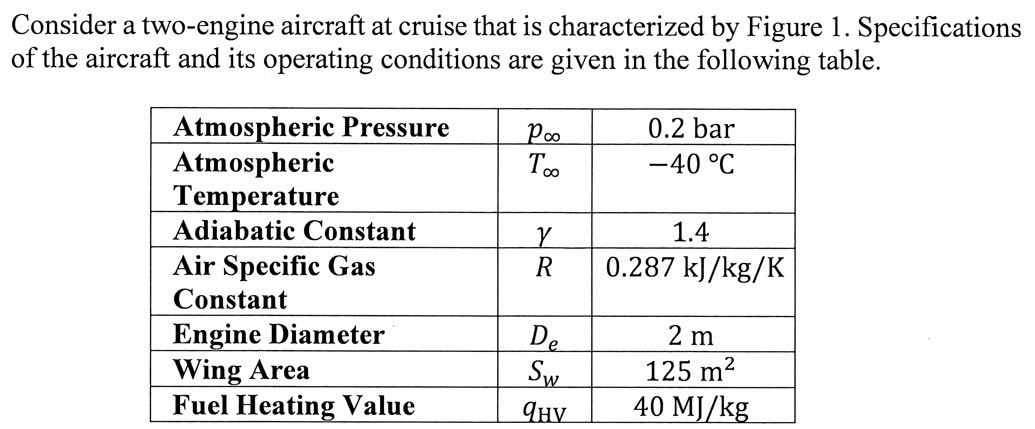 Consider a two-engine aircraft at cruise that is characterized by Figure 1. Specifications
of the aircraft and its operating conditions are given in the following table.
Atmospheric Pressure p∞ 0.2 bar
Atmospheric T∞ −40 °C
Temperature
Adiabatic Constant γ 1.4
Air Specific Gas R 0.287 kJ/kg/K
Constant
Engine Diameter De 2 m
Wing Area Sw 125 m²
Fuel Heating Value qHV 40 MJ/kg